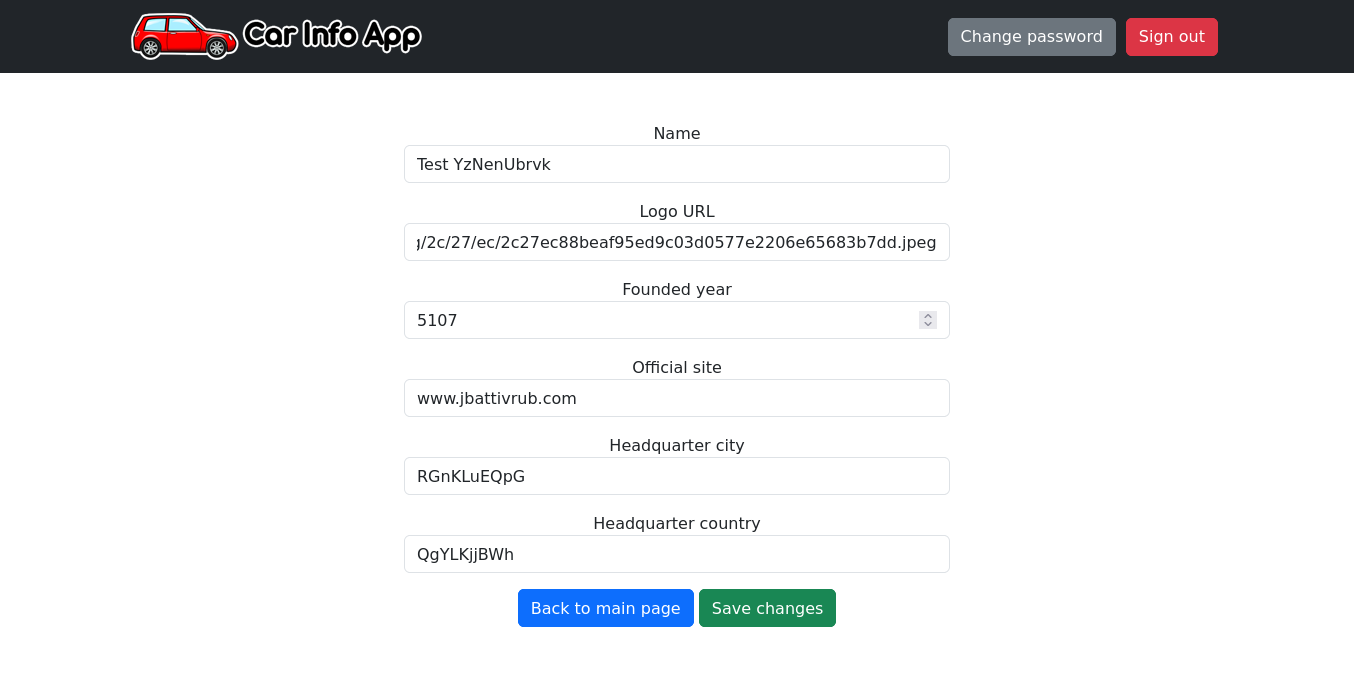 Car Info App
Change password
Sign out
Name
Test YzNenUbrvk
Logo URL
/2c/27/ec/2c27ec88beaf95ed9c03d0577e2206e65683b7dd.jpeg
Founded year
5107
Official site
www.jbattivrub.com
Headquarter city
RGnKLuEQpG
Headquarter country
QgYLKjjBWh
Back to main page
Save changes